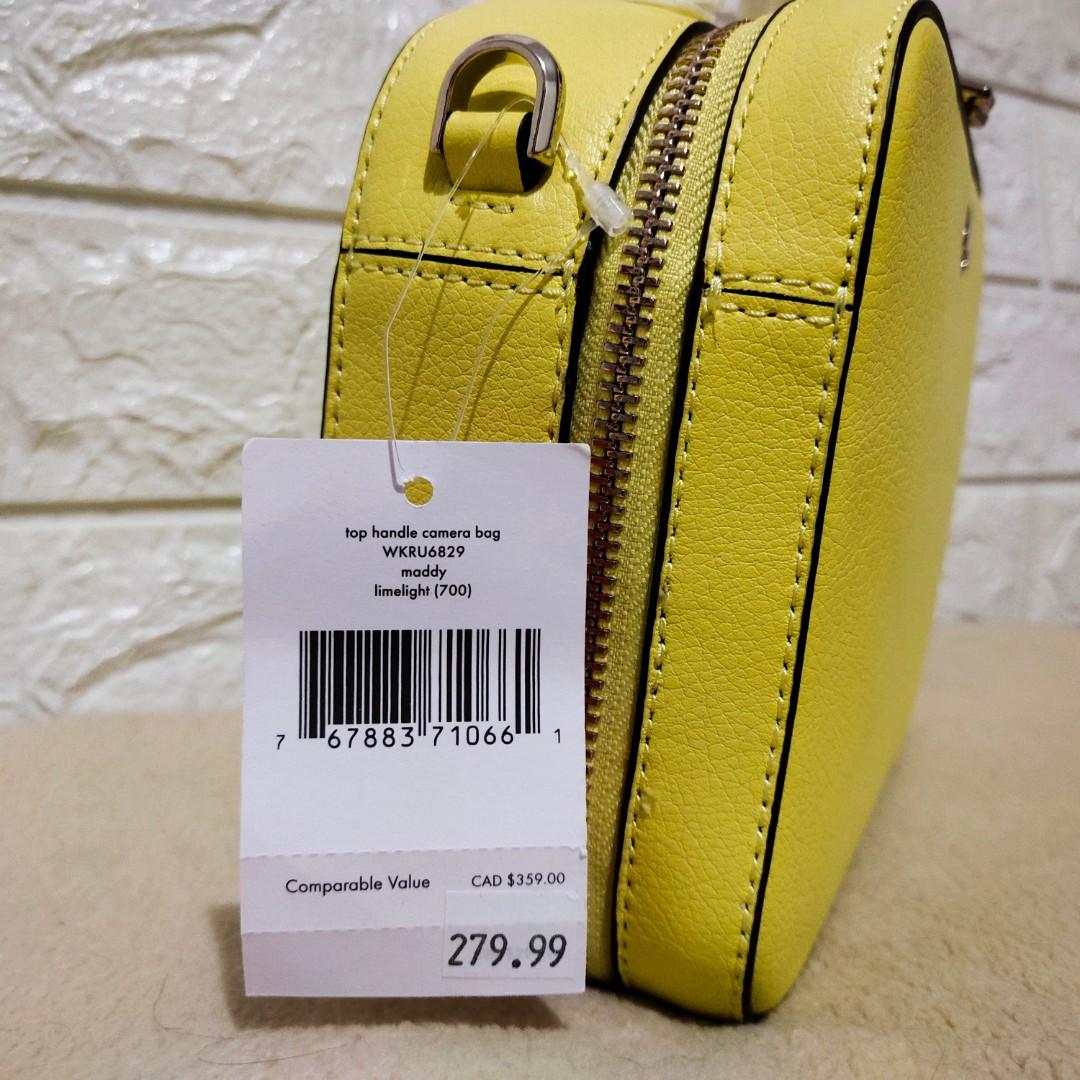 top handle camera bag
WKRU6829
maddy
limelight (700)
7 67883 71066 1
Comparable Value CAD $359.00
279.99